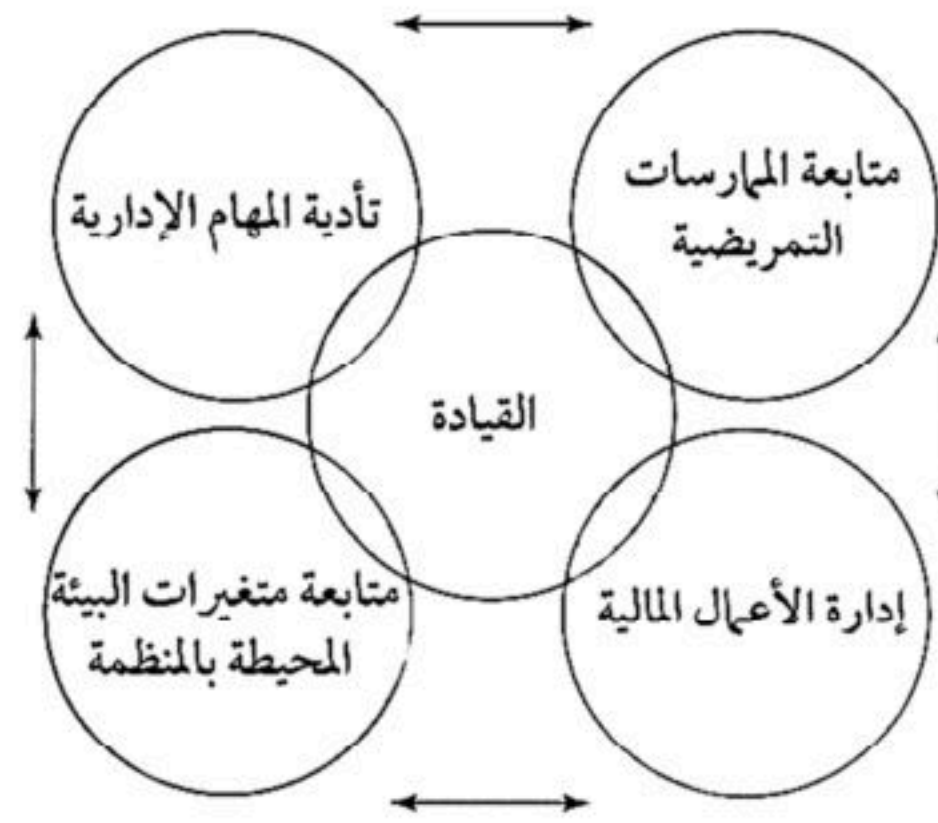 متابعة الممارسات
التمريضية
تأدية المهام الإدارية
القيادة
إدارة الأعمال المالية
متابعة متغيرات البيئة
المحيطة بالمنظمة